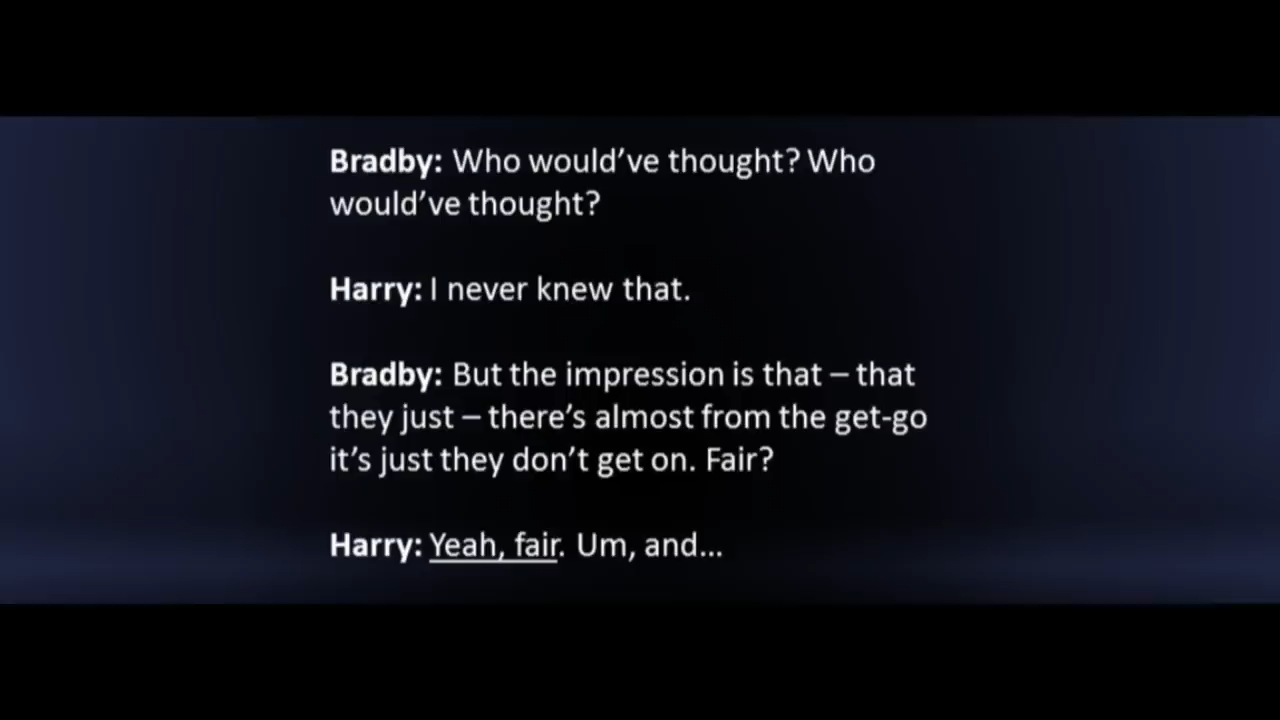 Bradby: Who would’ve thought? Who
would’ve thought?
Harry: I never knew that.
Bradby: But the impression is that – that
they just – there’s almost from the get-go
it’s just they don’t get on. Fair?
Harry: Yeah, fair. Um, and...